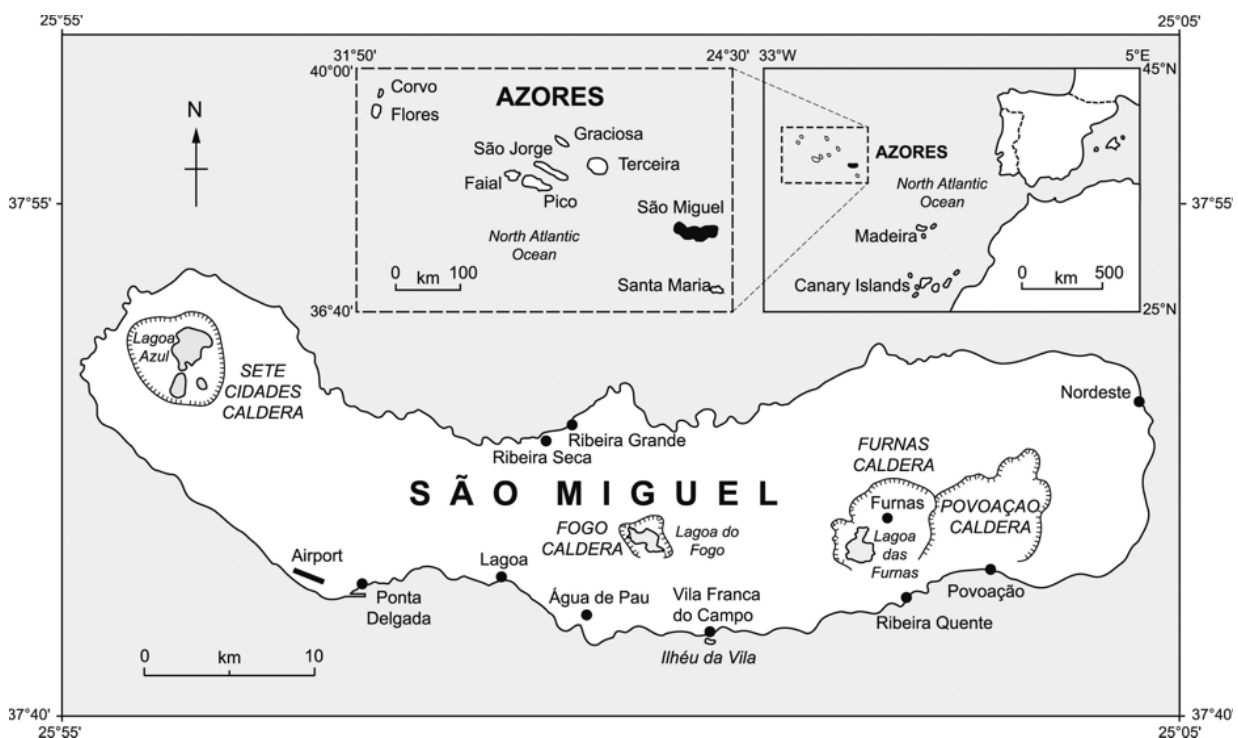 25°55'
25°05'
31°50'
24°30'
33°W
5°E
40°00'
45°N
Corvo
Flores
AZORES
Graciosa
São Jorge
Terceira
Faial
Pico
São Miguel
North Atlantic
Ocean
0
100
km
Santa Maria
36°40'
AZORES
North Atlantic
Ocean
Madeira
Canary Islands
0
500
km
25°N
N
37°55'
37°55'
Lagoa
Azul
SETE
CIDADES
CALDERA
Nordeste
Ribeira Grande
Ribeira Seca
FURNAS
CALDERA
SÃO MIGUEL
Furnas
POVOAÇAO
CALDERA
FOGO
CALDERA
Lagoa do
Fogo
Lagoa
das
Furnas
Airport
Lagoa
Ponta
Delgada
Água de Pau
Vila Franca
do Campo
Povoação
Ribeira Quente
Ilhéu da Vila
0
km
10
37°40'
37°40'
25°55'
25°05'